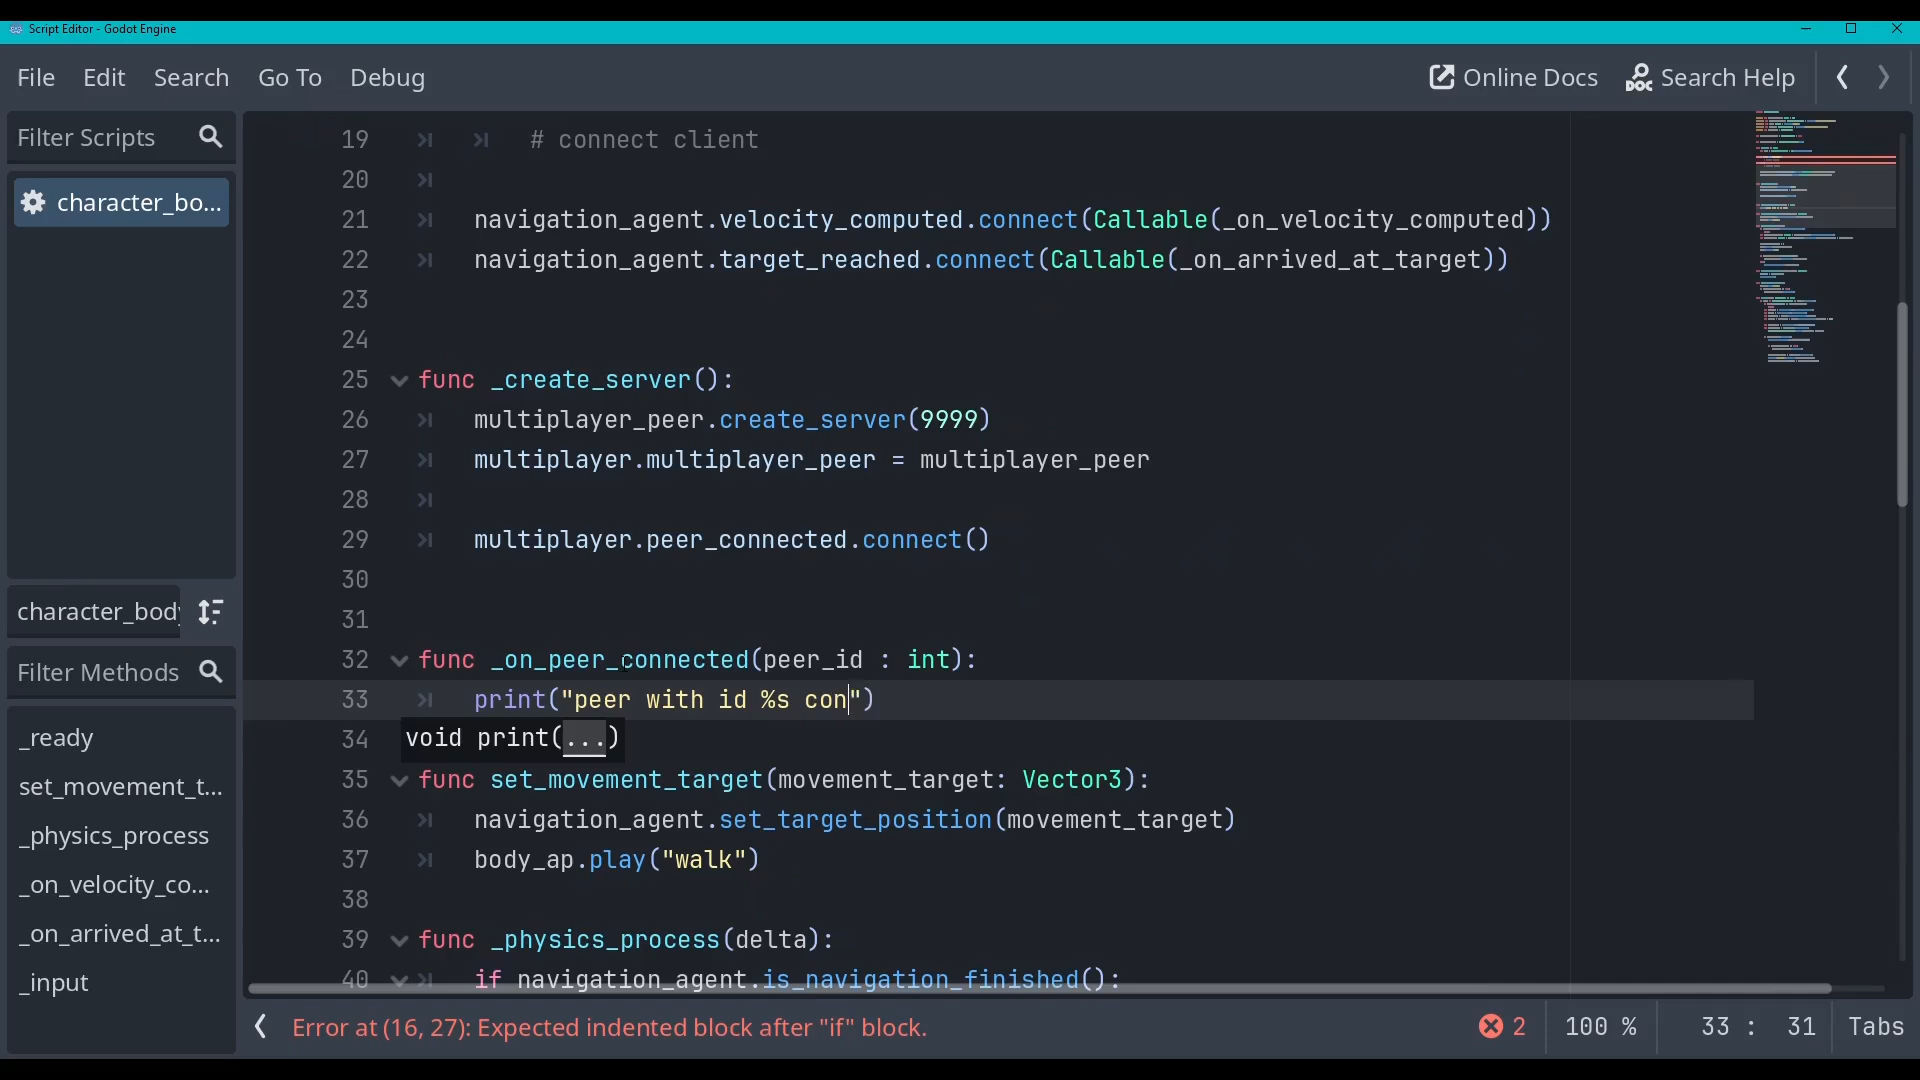 Script Editor - Godot Engine
File Edit Search Go To Debug Online Docs Search Help
Filter Scripts
character_bo...
character_body
Filter Methods
_ready
set_movement_t...
_physics_process
_on_velocity_co...
_on_arrived_at_t...
_input
19 # connect client
20
21 navigation_agent.velocity_computed.connect(Callable(_on_velocity_computed))
22 navigation_agent.target_reached.connect(Callable(_on_arrived_at_target))
23
24
25 func _create_server():
26 multiplayer_peer.create_server(9999)
27 multiplayer.multiplayer_peer = multiplayer_peer
28
29 multiplayer.peer_connected.connect()
30
31
32 func _on_peer_connected(peer_id : int):
33 print("peer with id %s con")
34 void print(...)
35 func set_movement_target(movement_target: Vector3):
36 navigation_agent.set_target_position(movement_target)
37 body_ap.play("walk")
38
39 func _physics_process(delta):
40 if navigation_agent.is_navigation_finished():
Error at (16, 27): Expected indented block after "if" block. 2 100 % 33 : 31 Tabs